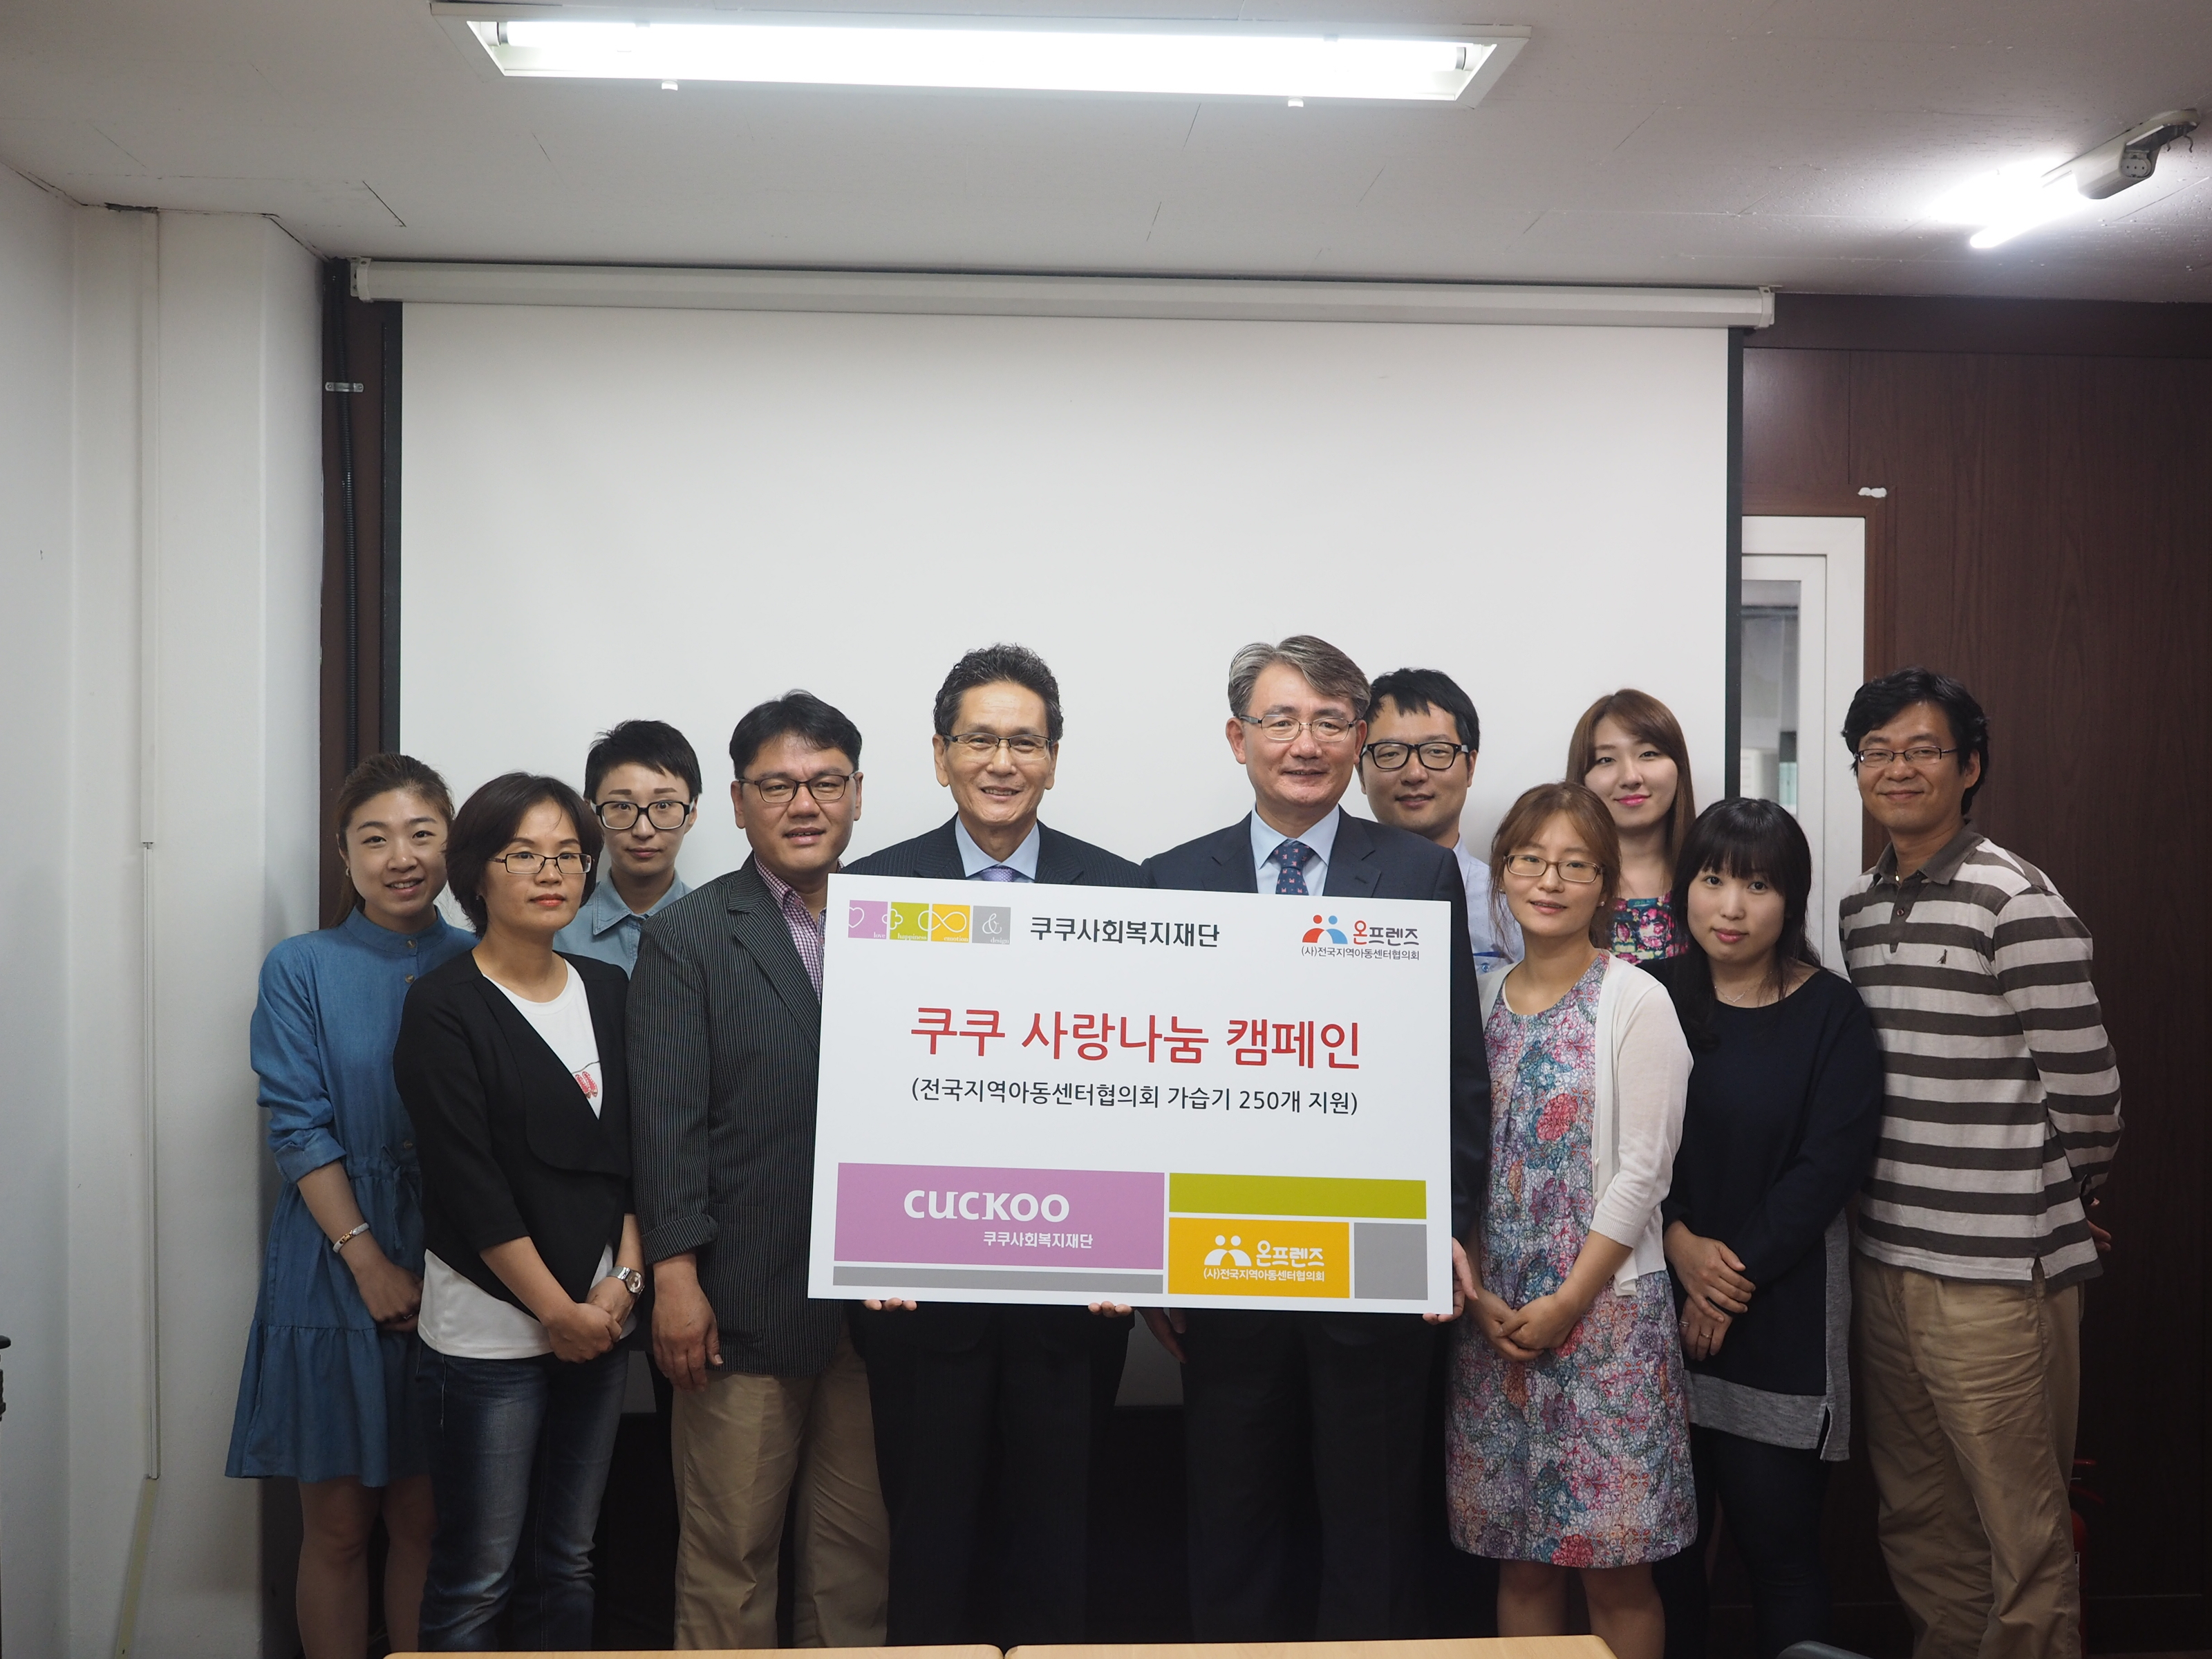 love
happiness
emotion
&
design
쿠쿠사회복지재단
온프렌즈
(사)전국지역아동센터협의회
쿠쿠 사랑나눔 캠페인
(전국지역아동센터협의회 가습기 250개 지원)
CUCKOO
쿠쿠사회복지재단
온프렌즈
(사)전국지역아동센터협의회